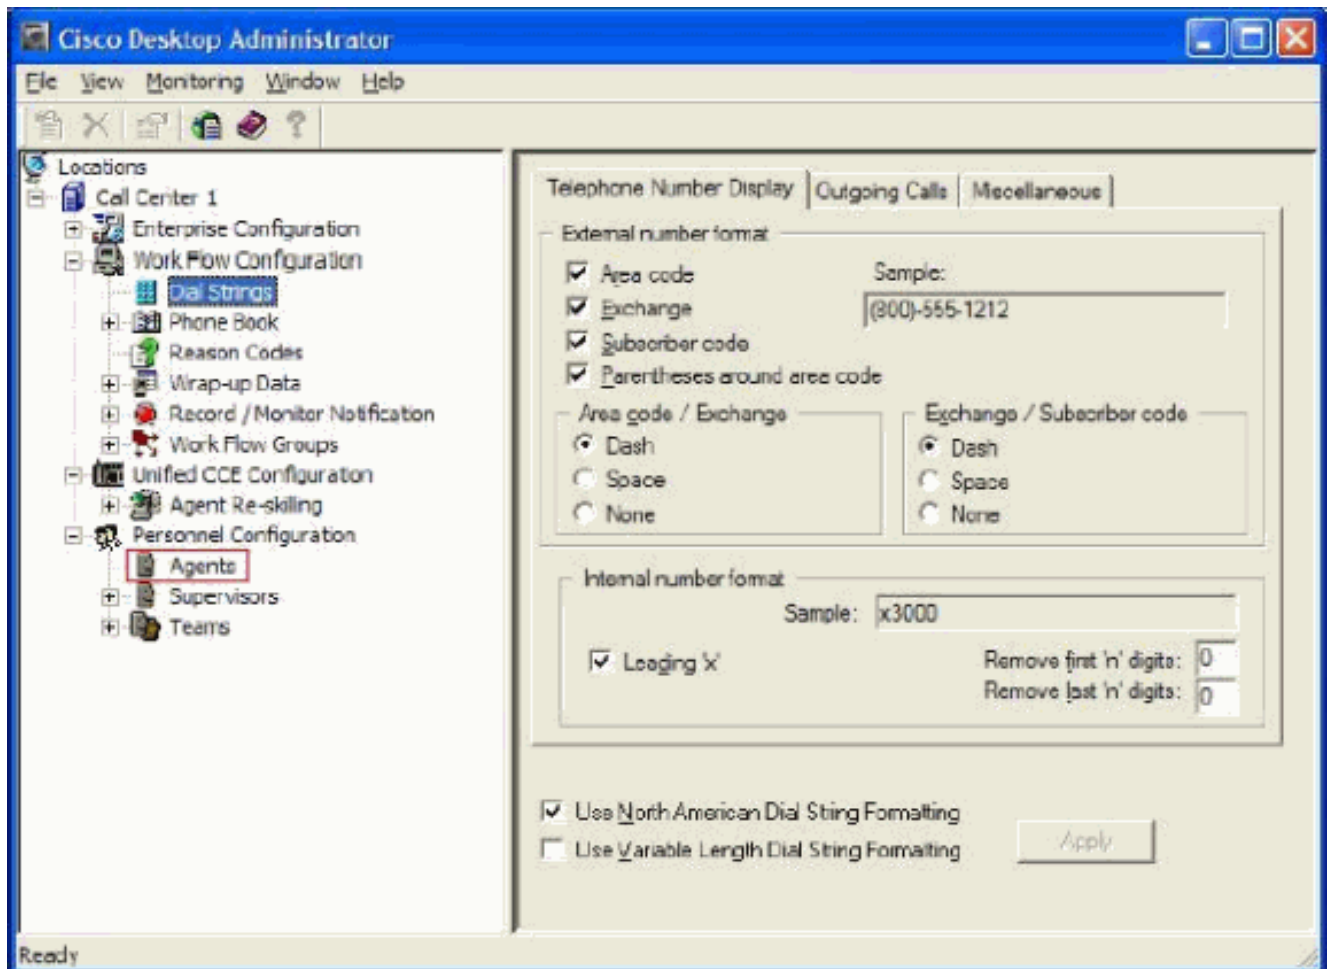 Cisco Desktop Administrator
File View Monitoring Window Help
Locations
Call Center 1
Enterprise Configuration
Work Flow Configuration
Dial Strings
Phone Book
Reason Codes
Wrap-up Data
Record / Monitor Notification
Work Flow Groups
Unified CCE Configuration
Agent Re-skilling
Personnel Configuration
Agents
Supervisors
Teams
Telephone Number Display Outgoing Calls Miscellaneous
External number format
Area code
Sample:
Exchange
(800)-555-1212
Subscriber code
Parentheses around area code
Area code / Exchange
Dash
Space
None
Exchange / Subscriber code
Dash
Space
None
Internal number format
Sample: x3000
Leading 'x'
Remove first 'n' digits: 0
Remove last 'n' digits: 0
Use North American Dial String Formatting
Use Variable Length Dial String Formatting
Apply
Ready